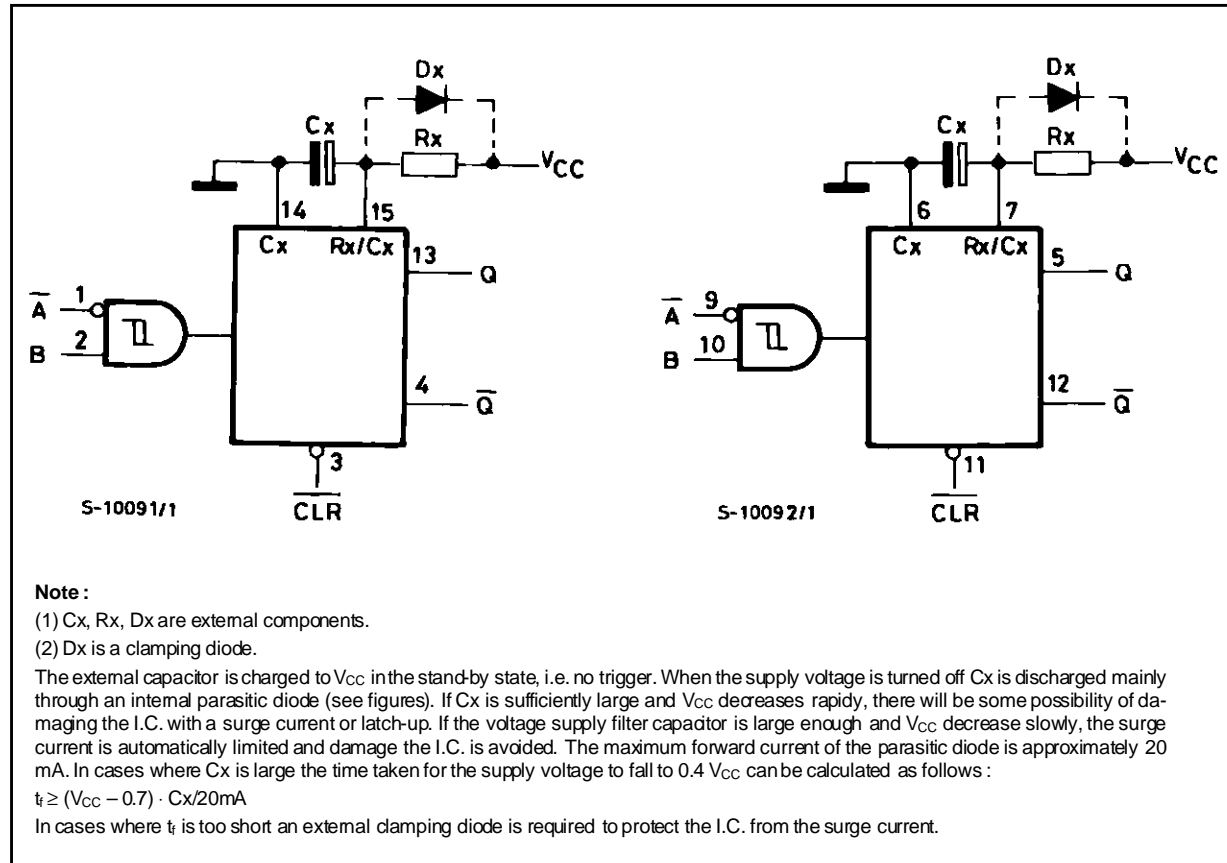 Dx
Cx
Rx
VCC
14
15
Cx
Rx/Cx
13
Q
A̅
1
B
2
4
Q̅
3
C̅L̅R̅
S-10091/1
Dx
Cx
Rx
VCC
6
7
Cx
Rx/Cx
5
Q
A̅
9
B
10
12
Q̅
11
C̅L̅R̅
S-10092/1
Note :
(1) Cx, Rx, Dx are external components.
(2) Dx is a clamping diode.
The external capacitor is charged to VCC in the stand-by state, i.e. no trigger. When the supply voltage is turned off Cx is discharged mainly
through an internal parasitic diode (see figures). If Cx is sufficiently large and VCC decreases rapidly, there will be some possibility of da-
maging the I.C. with a surge current or latch-up. If the voltage supply filter capacitor is large enough and VCC decrease slowly, the surge
current is automatically limited and damage the I.C. is avoided. The maximum forward current of the parasitic diode is approximately 20
mA. In cases where Cx is large the time taken for the supply voltage to fall to 0.4 VCC can be calculated as follows :
tf ≥ (VCC – 0.7) · Cx/20mA
In cases where tf is too short an external clamping diode is required to protect the I.C. from the surge current.